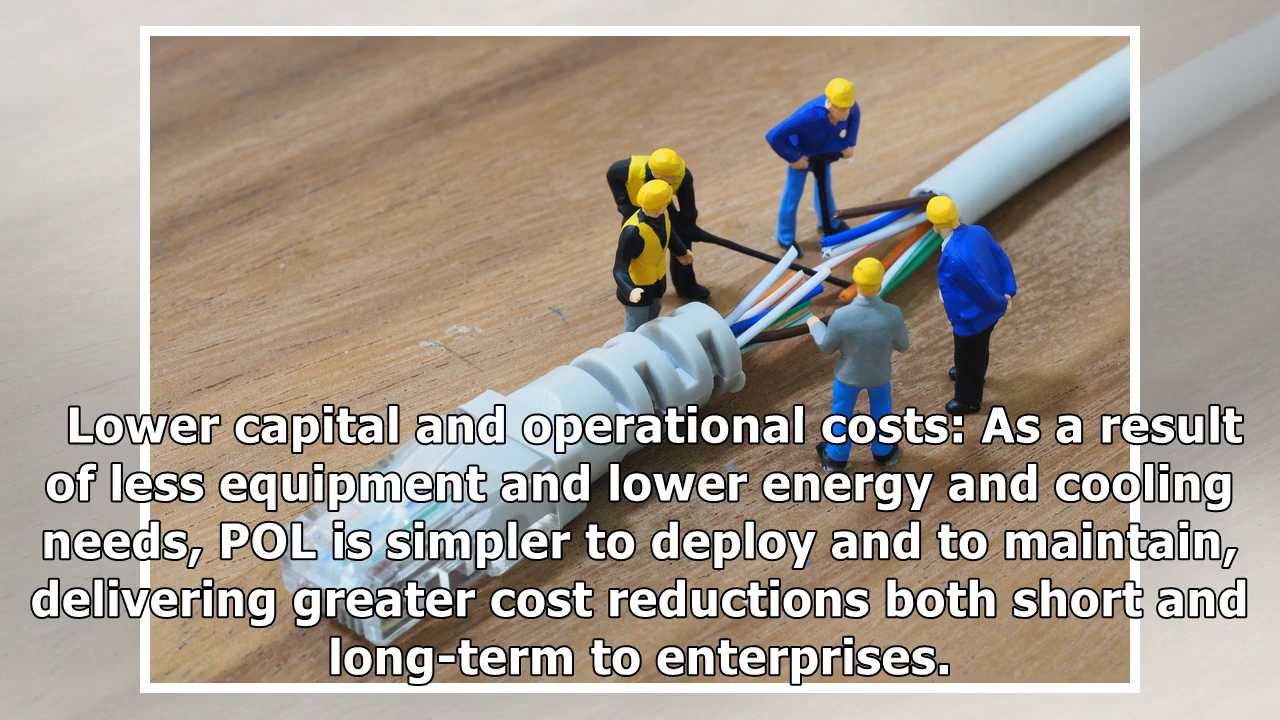 Lower capital and operational costs: As a result
of less equipment and lower energy and cooling
needs, POL is simpler to deploy and to maintain,
delivering greater cost reductions both short and
long-term to enterprises.